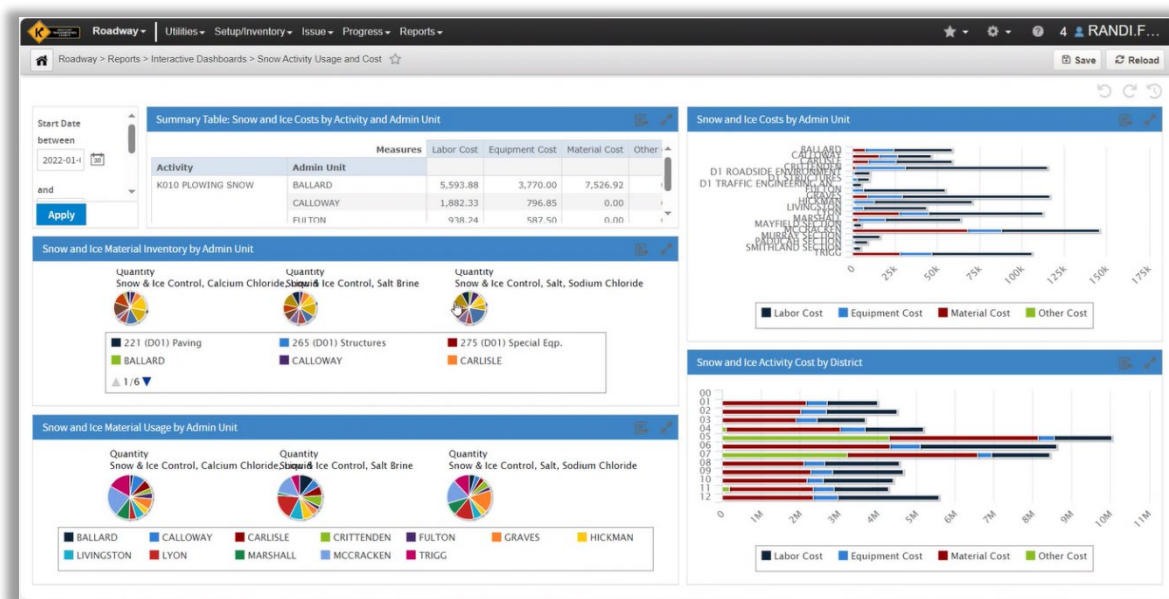 Roadway Utilities Setup/Inventory Issue Progress Reports 4 RANDI.F...
Roadway > Reports > Interactive Dashboards > Snow Activity Usage and Cost Save Reload
Start Date
between
2022-01-
and
Apply
Summary Table: Snow and Ice Costs by Activity and Admin Unit
Measures Labor Cost Equipment Cost Material Cost Other
Activity Admin Unit
K010 PLOWING SNOW BALLARD 5,593.88 3,770.00 7,526.92
CALLOWAY 1,882.33 796.85 0.00
FULTON 938.24 587.50 0.00
Snow and Ice Material Inventory by Admin Unit
Quantity Quantity Quantity
Snow & Ice Control, Calcium Chloride, Liquid Snow & Ice Control, Salt Brine Snow & Ice Control, Salt, Sodium Chloride
221 (D01) Paving 265 (D01) Structures 275 (D01) Special Eqp.
BALLARD CALLOWAY CARLISLE
1/6
Snow and Ice Material Usage by Admin Unit
Quantity Quantity Quantity
Snow & Ice Control, Calcium Chloride, Liquid Snow & Ice Control, Salt Brine Snow & Ice Control, Salt, Sodium Chloride
BALLARD CALLOWAY CARLISLE CRITTENDEN FULTON GRAVES HICKMAN
LIVINGSTON LYON MARSHALL MCCRACKEN TRIGG
Snow and Ice Costs by Admin Unit
BALLARD
CALLOWAY
CARLISLE
CRITTENDEN
D1 ROADSIDE ENVIRONMENT
D1 STRUCTURES
D1 TRAFFIC ENGINEERING AN...
FULTON
GRAVES
HICKMAN
LIVINGSTON
LYON
MARSHALL
MAYFIELD SECTION
MCCRACKEN
MURRAY SECTION
PADUCAH SECTION
SMITHLAND SECTION
TRIGG
0 25k 50k 75k 100k 125k 150k 175k
Labor Cost Equipment Cost Material Cost Other Cost
Snow and Ice Activity Cost by District
00
01
02
03
04
05
06
07
08
09
10
11
12
0 1M 2M 3M 4M 5M 6M 7M 8M 9M 10M 11M
Labor Cost Equipment Cost Material Cost Other Cost